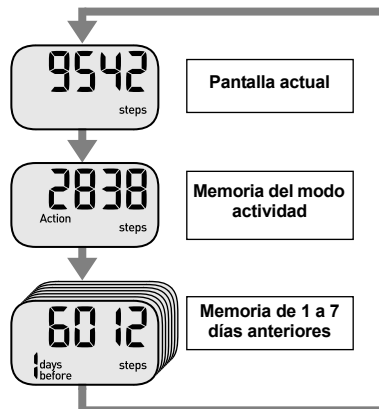 9542
steps
Pantalla actual
2838
Action
steps
Memoria del modo
actividad
6012
1 days
before
steps
Memoria de 1 a 7
días anteriores